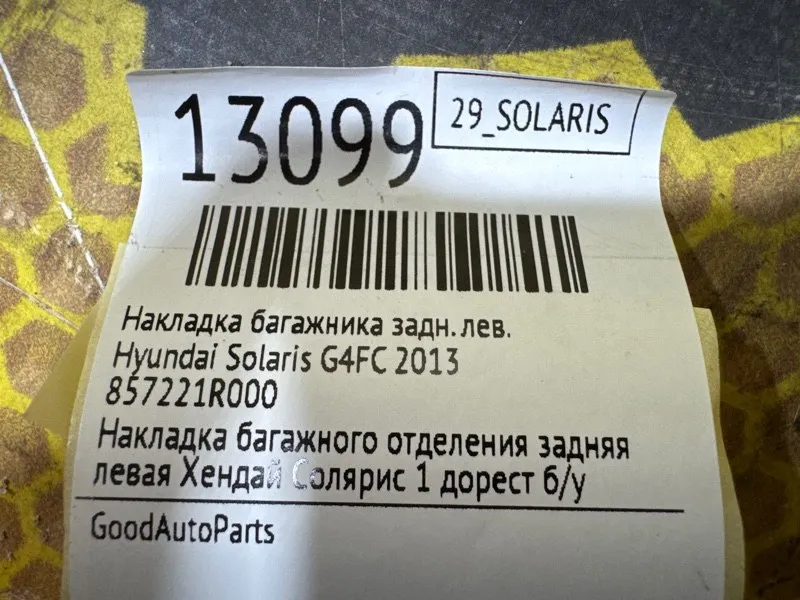 13099
29_SOLARIS
Накладка багажника задн. лев.
Hyundai Solaris G4FC 2013
857221R000
Накладка багажного отделения задняя
левая Хендай Солярис 1 дорест б/у
GoodAutoParts